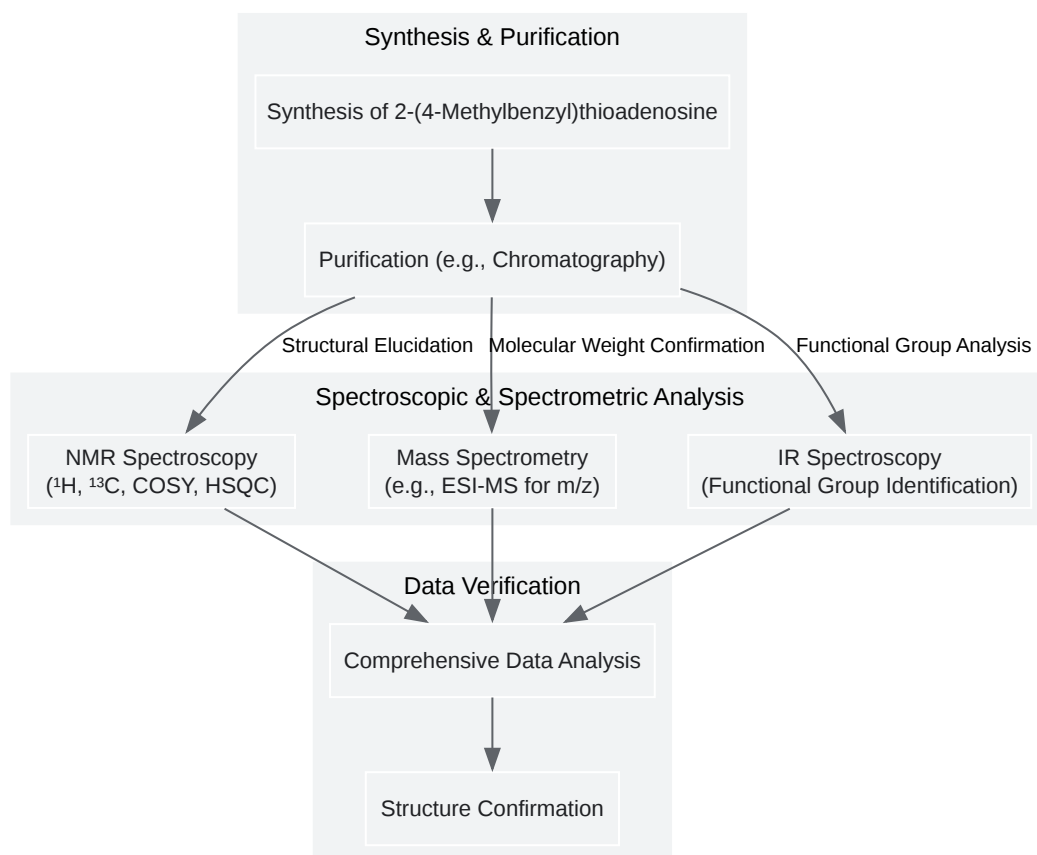 Synthesis & Purification
Synthesis of 2-(4-Methylbenzyl)thioadenosine
Purification (e.g., Chromatography)
Structural Elucidation
Molecular Weight Confirmation
Functional Group Analysis
Spectroscopic & Spectrometric Analysis
NMR Spectroscopy
(¹H, ¹³C, COSY, HSQC)
Mass Spectrometry
(e.g., ESI-MS for m/z)
IR Spectroscopy
(Functional Group Identification)
Data Verification
Comprehensive Data Analysis
Structure Confirmation